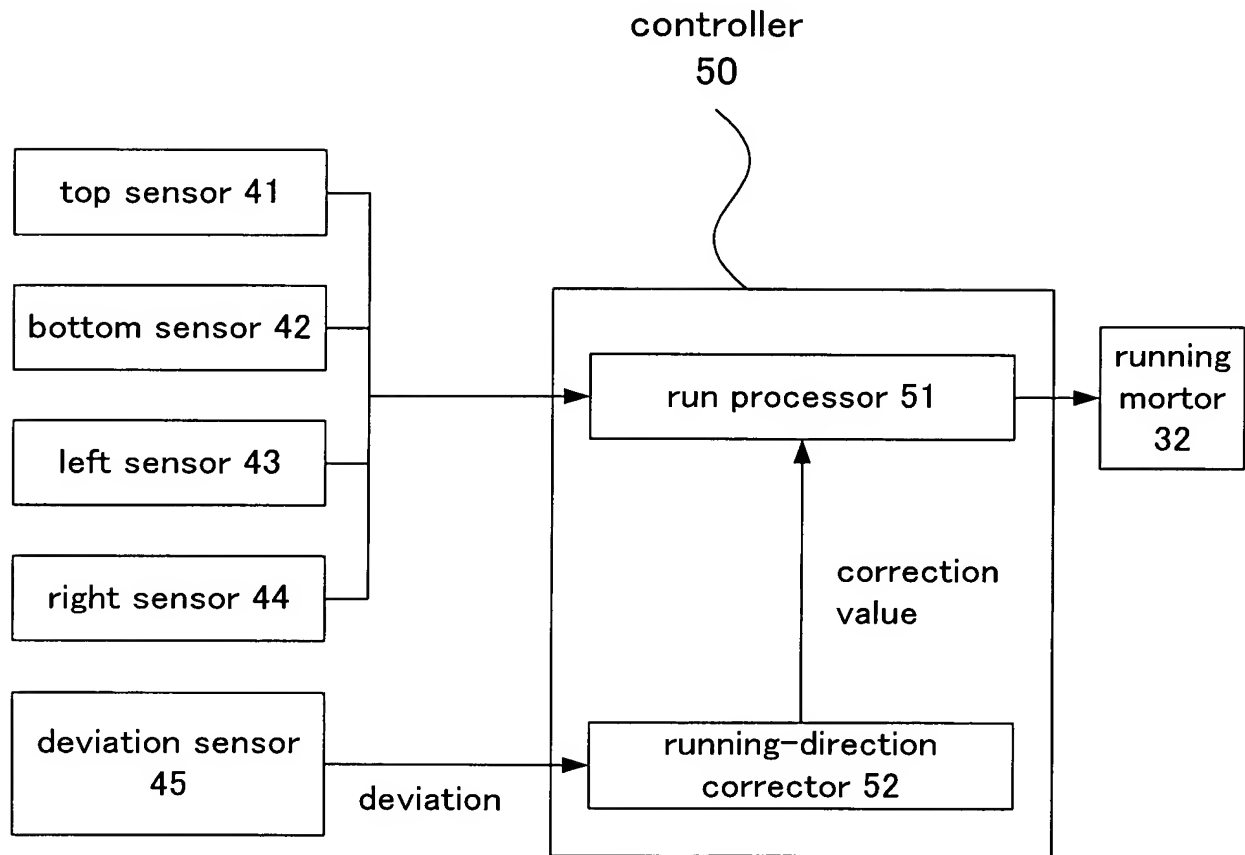 controller
50
top sensor 41
bottom sensor 42
left sensor 43
right sensor 44
deviation sensor
45
deviation
run processor 51
correction
value
running-direction
corrector 52
running
mortor
32